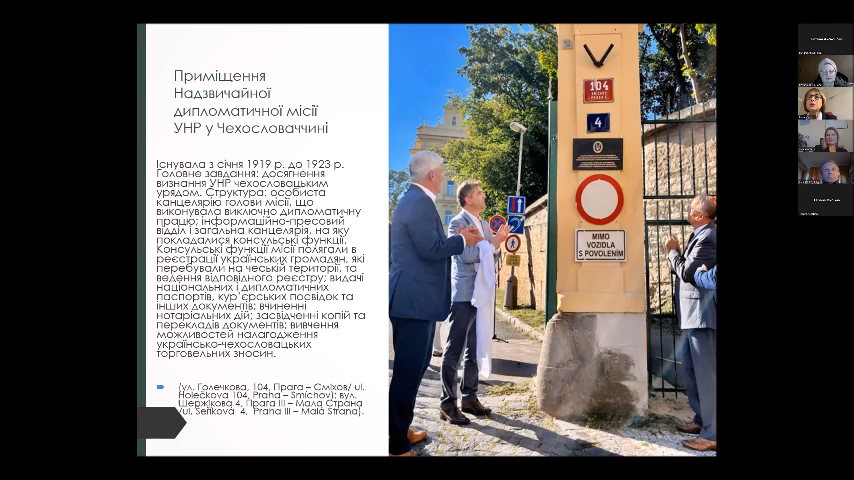 Приміщення
Надзвичайної
дипломатичної місії
УНР у Чехословаччині
Існувала з січня 1919 р. до 1923 р.
Головне завдання: досягнення
визнання УНР чехословацьким
урядом. Структура: особиста
канцелярію голови місії, що
виконувала виключно дипломатичну
працю; інформаційно-пресовий
відділ і загальна канцелярія, на яку
покладалися консульські функції.
Консульські функції місії полягали в
реєстрації українських громадян, які
перебували на чеській території, та
ведення відповідного реєстру; видачі
національних і дипломатичних
паспортів, кур'єрських посвідок та
інших документів; вчиненні
нотаріальних дій; засвідченні копій та
перекладів документів; вивчення
можливостей налагодження
українсько-чехословацьких
торговельних зносин.
(ул. Голечкова, 104, Прага – Сміхов/ ul.
Holečkova 104, Praha – Smíchov); вул.
Шержікова 4, Прага III – Мала Страна
/ul. Šeříková 4, Praha III – Malá Strana).
104
4
MIMO
VOZIDLA
S POVOLENÍM